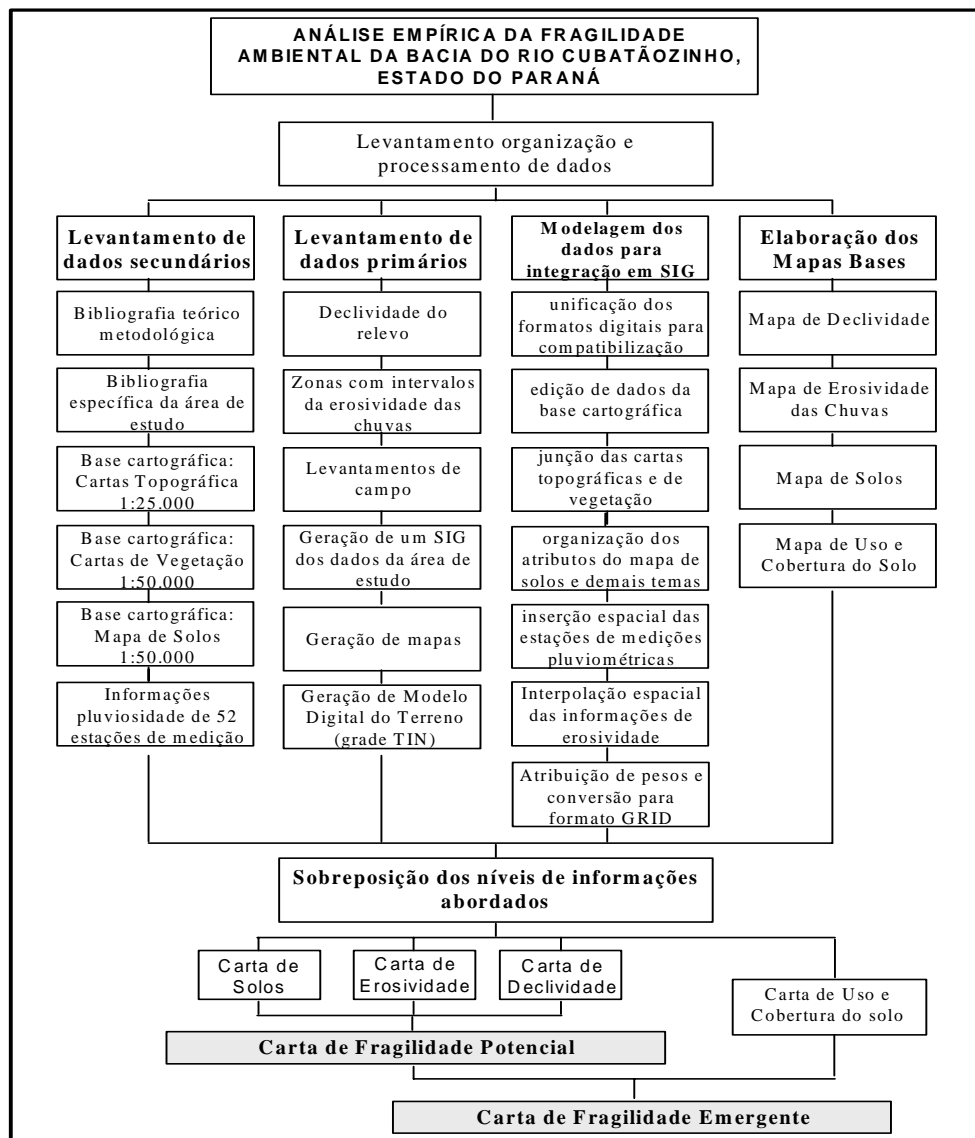 ANÁLISE EMPÍRICA DA FRAGILIDADE
AMBIENTAL DA BACIA DO RIO CUBATÃOZINHO,
ESTADO DO PARANÁ
Levantamento organização e
processamento de dados
Levantamento de
dados secundários
Bibliografia teórico
metodológica
Bibliografia
específica da área de
estudo
Base cartográfica:
Cartas Topográfica
1:25.000
Base cartográfica:
Cartas de Vegetação
1:50.000
Base cartográfica:
Mapa de Solos
1:50.000
Informações
pluviosidade de 52
estações de medição
Levantamento de
dados primários
Declividade do
relevo
Zonas com intervalos
da erosividade das
chuvas
Levantamentos de
campo
Geração de um SIG
dos dados da área de
estudo
Geração de mapas
Geração de Modelo
Digital do Terreno
(grade TIN)
Modelagem dos
dados para
integração em SIG
unificação dos
formatos digitais para
compatibilização
edição de dados da
base cartográfica
junção das cartas
topográficas e de
vegetação
organização dos
atributos do mapa de
solos e demais temas
inserção espacial das
estações de medições
pluviométricas
Interpolação espacial
das informações de
erosividade
Atribuição de pesos e
conversão para
formato GRID
Elaboração dos
Mapas Bases
Mapa de Declividade
Mapa de Erosividade
das Chuvas
Mapa de Solos
Mapa de Uso e
Cobertura do Solo
Sobreposição dos níveis de informações
abordados
Carta de
Solos
Carta de
Erosividade
Carta de
Declividade
Carta de Uso e
Cobertura do solo
Carta de Fragilidade Potencial
Carta de Fragilidade Emergente